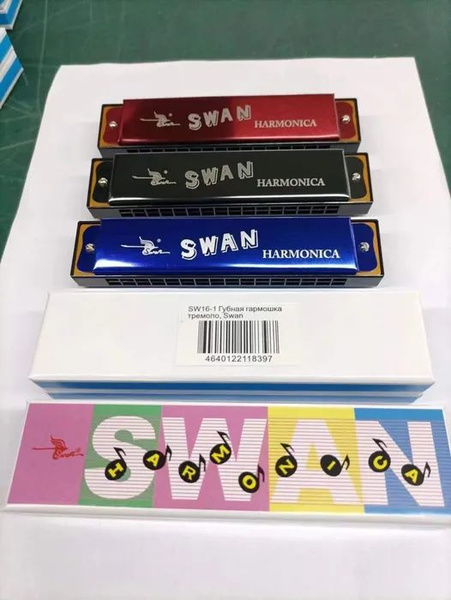 SWAN HARMONICA
SWAN HARMONICA
SWAN HARMONICA
SW16-1 Губная гармошка
тремоло, Swan
4640122118397
SWAN
HARMONICA